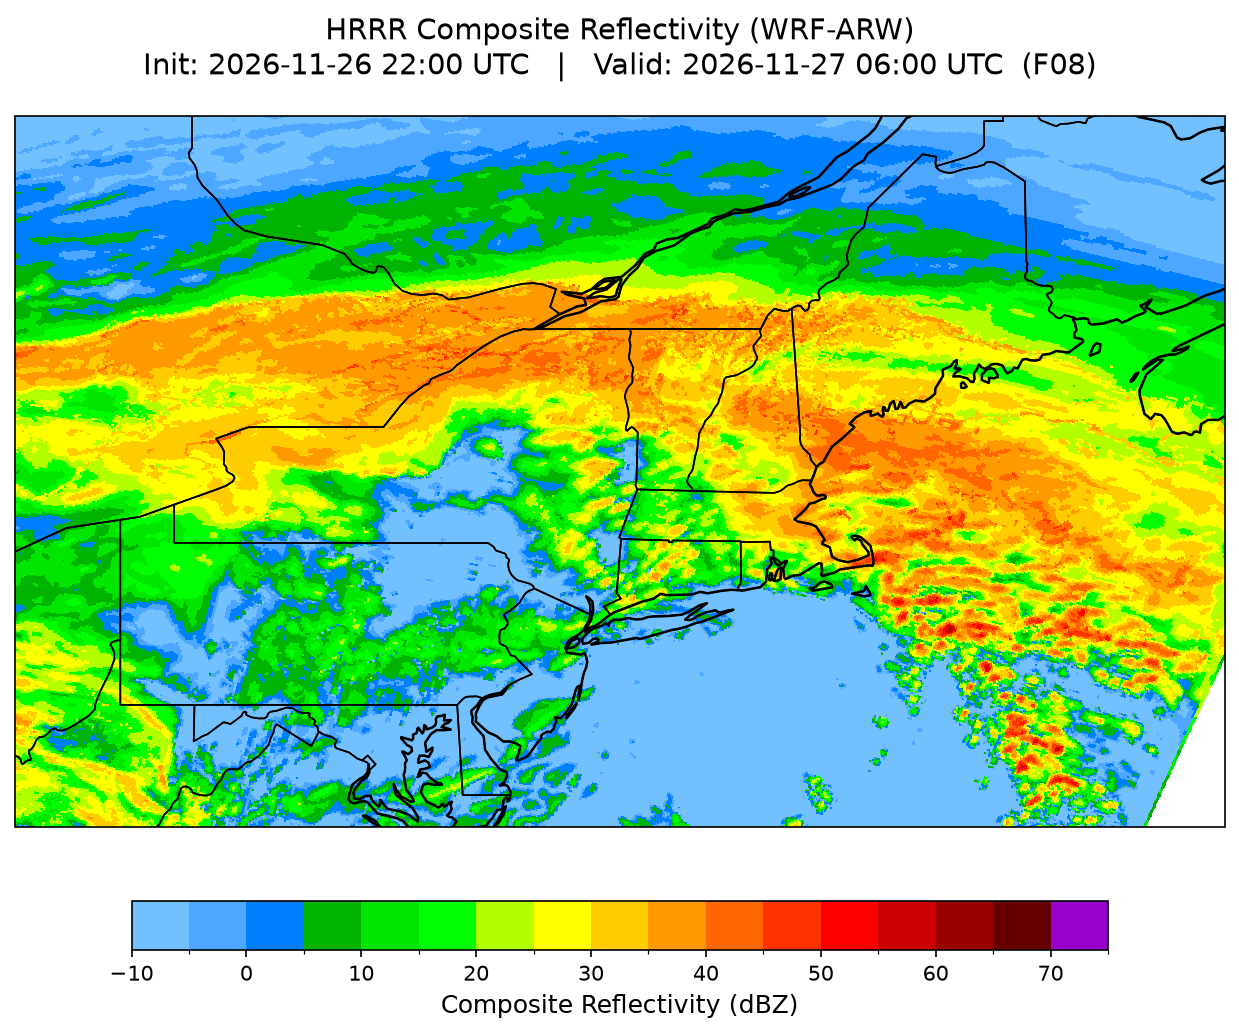 HRRR Composite Reflectivity (WRF-ARW)
Init: 2026-11-26 22:00 UTC | Valid: 2026-11-27 06:00 UTC (F08)
−10 0 10 20 30 40 50 60 70
Composite Reflectivity (dBZ)